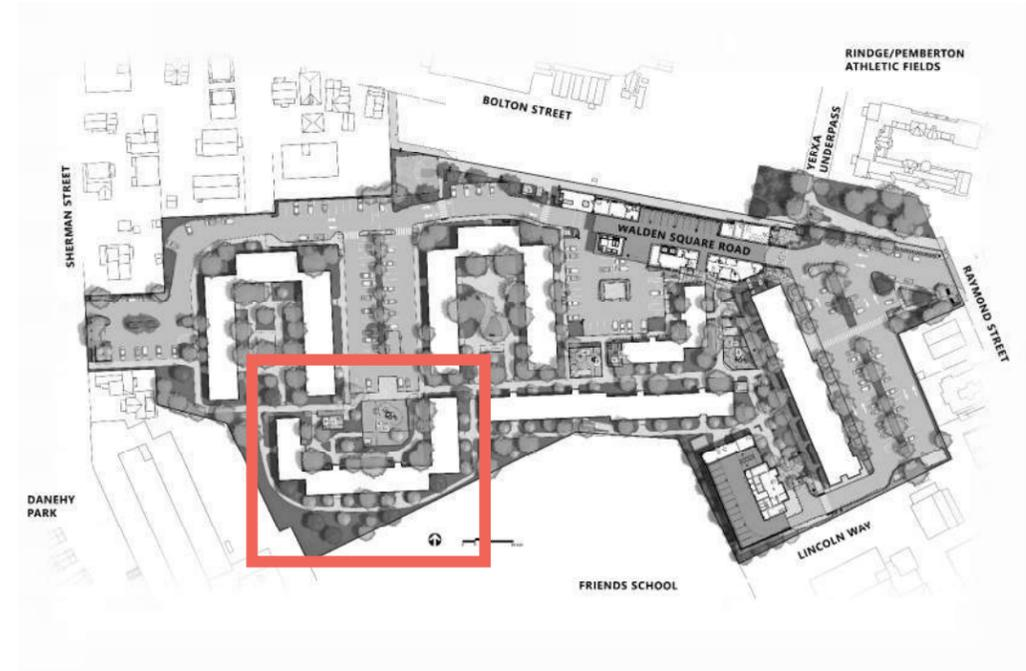 RINDGE/PEMBERTON
ATHLETIC FIELDS
BOLTON STREET
YERXA
UNDERPASS
SHERMAN STREET
WALDEN SQUARE ROAD
RAYMOND STREET
DANEHY
PARK
LINCOLN WAY
FRIENDS SCHOOL